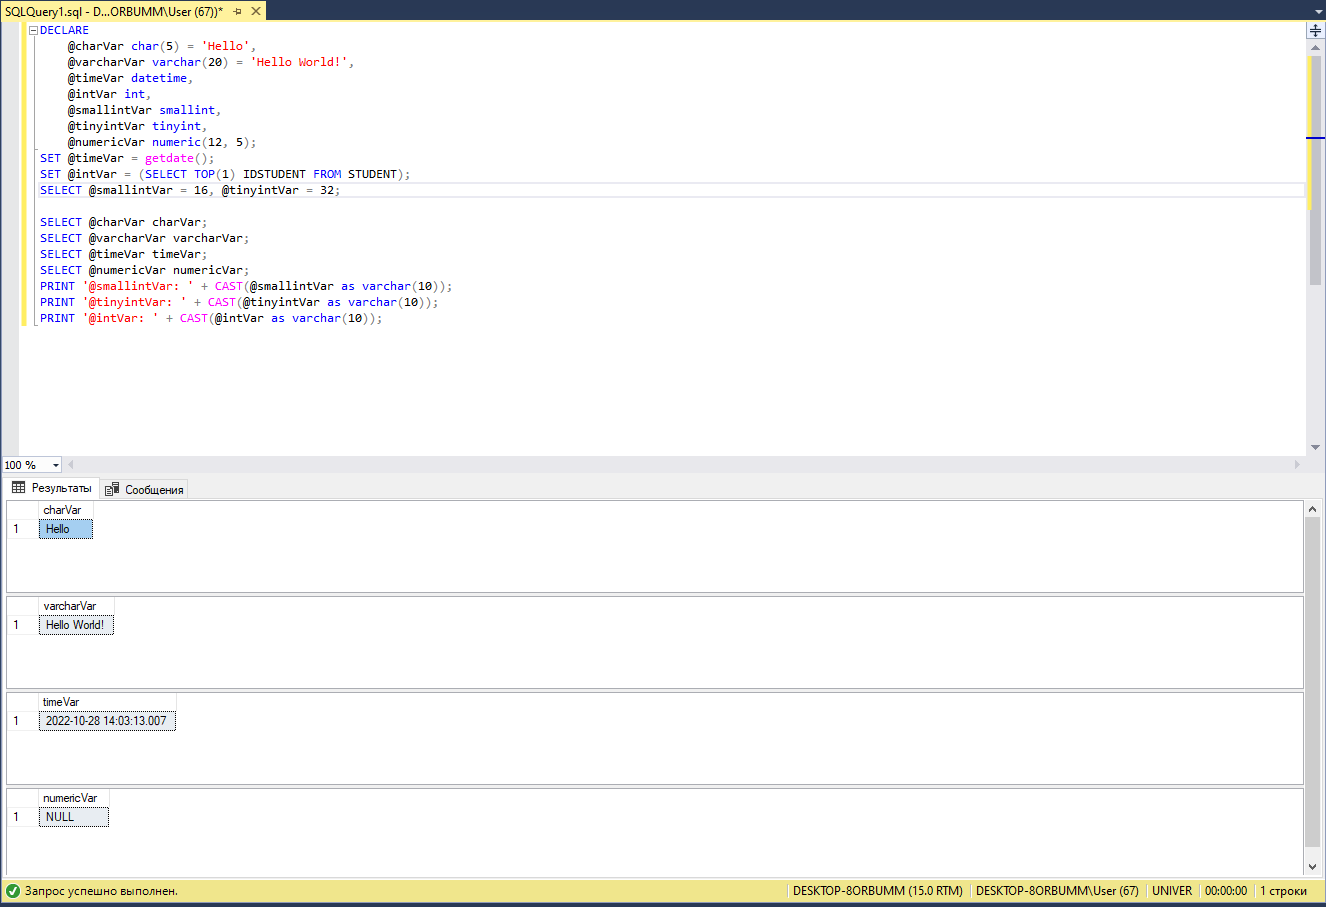 SQLQuery1.sql - D...ORBUMM\User (67))*
DECLARE
@charVar char(5) = 'Hello',
@varcharVar varchar(20) = 'Hello World!',
@timeVar datetime,
@intVar int,
@smallintVar smallint,
@tinyintVar tinyint,
@numericVar numeric(12, 5);
SET @timeVar = getdate();
SET @intVar = (SELECT TOP(1) IDSTUDENT FROM STUDENT);
SELECT @smallintVar = 16, @tinyintVar = 32;
SELECT @charVar charVar;
SELECT @varcharVar varcharVar;
SELECT @timeVar timeVar;
SELECT @numericVar numericVar;
PRINT '@smallintVar: ' + CAST(@smallintVar as varchar(10));
PRINT '@tinyintVar: ' + CAST(@tinyintVar as varchar(10));
PRINT '@intVar: ' + CAST(@intVar as varchar(10));
100 %
Результаты Сообщения
charVar
1 Hello
varcharVar
1 Hello World!
timeVar
1 2022-10-28 14:03:13.007
numericVar
1 NULL
Запрос успешно выполнен. DESKTOP-8ORBUMM (15.0 RTM) DESKTOP-8ORBUMM\User (67) UNIVER 00:00:00 1 строки